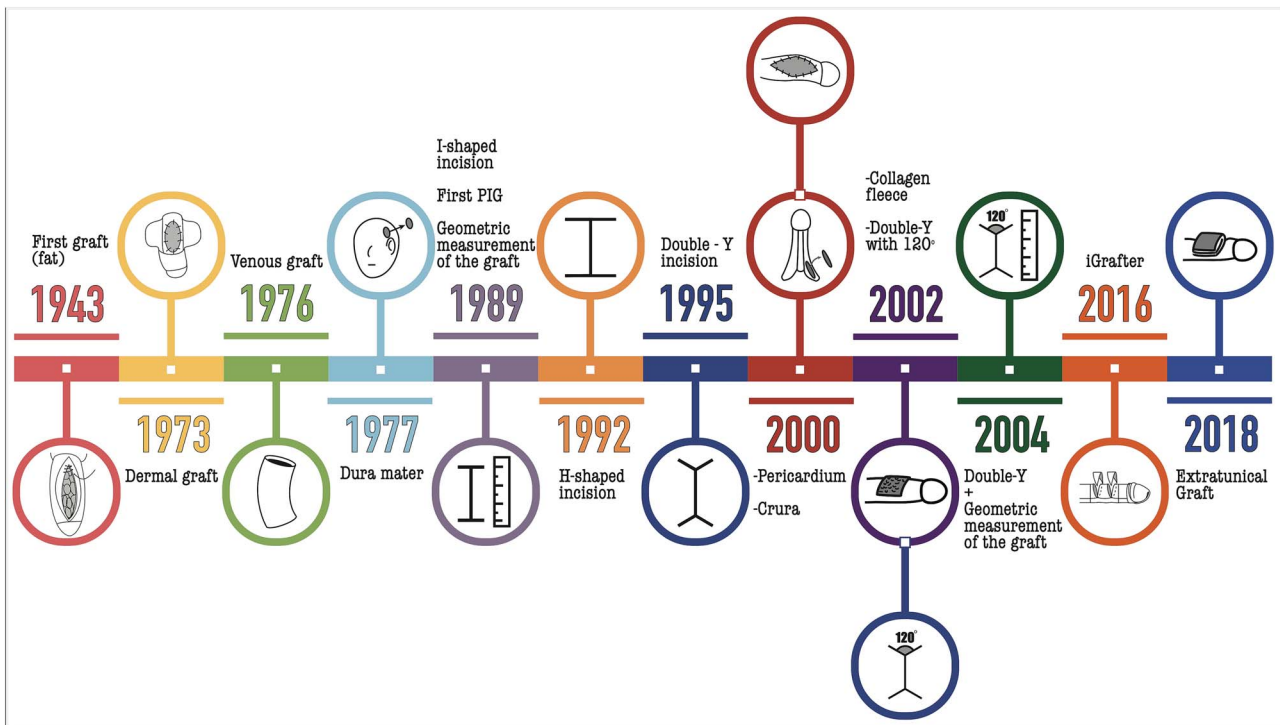 First graft
(fat)
1943
1973
Dermal graft
Venous graft
1976
1977
Dura mater
I-shaped
incision
First PIG
Geometric
measurement
of the graft
1989
1992
H-shaped
incision
Double - Y
incision
1995
2000
-Pericardium
-Crura
-Collagen
fleece
-Double-Y
with 120°
2002
120°
120°
2004
Double-Y
+
Geometric
measurement
of the graft
iGrafter
2016
2018
Extratunical
Graft